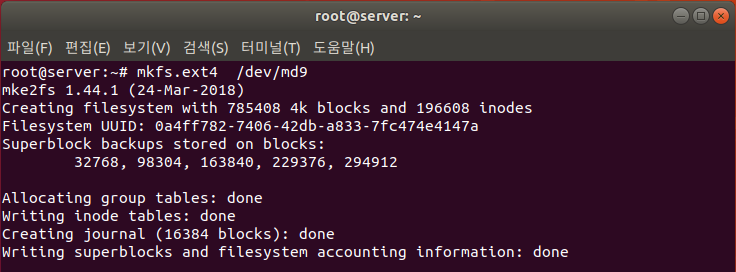 root@server: ~
파일(F) 편집(E) 보기(V) 검색(S) 터미널(T) 도움말(H)
root@server:~# mkfs.ext4  /dev/md9
mke2fs 1.44.1 (24-Mar-2018)
Creating filesystem with 785408 4k blocks and 196608 inodes
Filesystem UUID: 0a4ff782-7406-42db-a833-7fc474e4147a
Superblock backups stored on blocks:
        32768, 98304, 163840, 229376, 294912
Allocating group tables: done
Writing inode tables: done
Creating journal (16384 blocks): done
Writing superblocks and filesystem accounting information: done